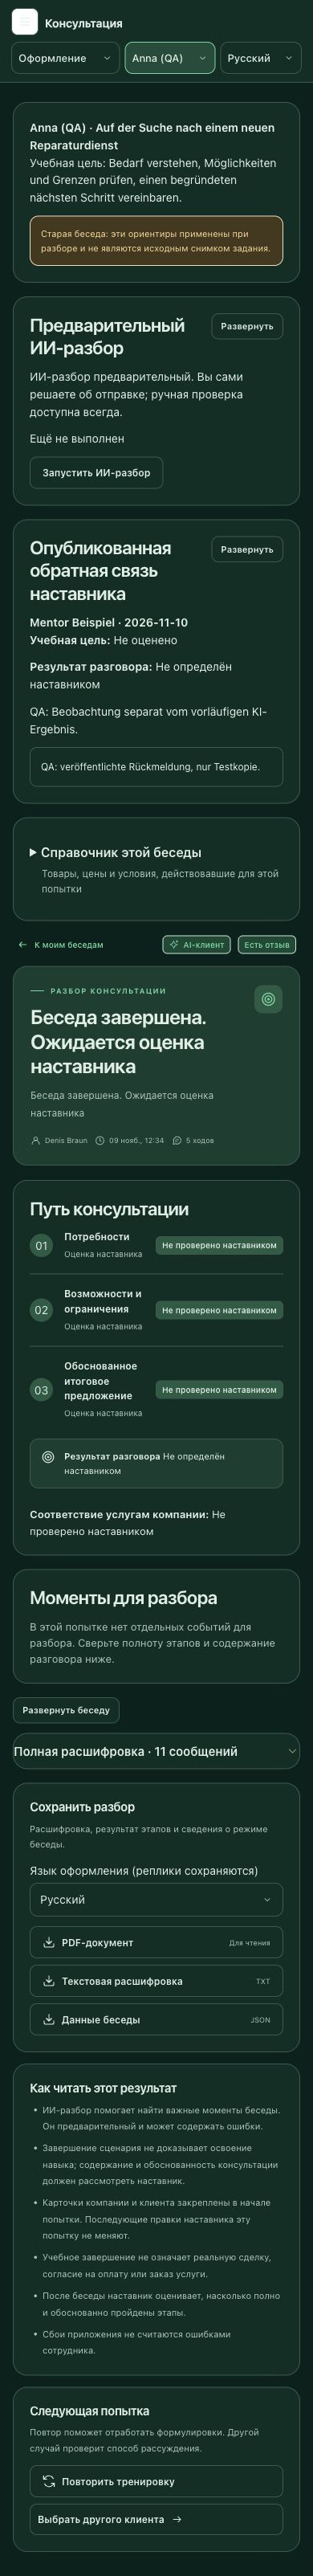 Консультация
Оформление
Anna (QA)
Русский
Anna (QA) · Auf der Suche nach einem neuen
Reparaturdienst
Учебная цель: Bedarf verstehen, Möglichkeiten
und Grenzen prüfen, einen begründeten
nächsten Schritt vereinbaren.
Старая беседа: эти ориентиры применены при
разборе и не являются исходным снимком задания.
Предварительный
ИИ-разбор
Развернуть
ИИ-разбор предварительный. Вы сами
решаете об отправке; ручная проверка
доступна всегда.
Ещё не выполнен
Запустить ИИ-разбор
Опубликованная
обратная связь
наставника
Развернуть
Mentor Beispiel · 2026-11-10
Учебная цель: Не оценено
Результат разговора: Не определён
наставником
QA: Beobachtung separat vom vorläufigen KI-
Ergebnis.
QA: veröffentlichte Rückmeldung, nur Testkopie.
Справочник этой беседы
Товары, цены и условия, действовавшие для этой
попытки
К моим беседам
AI-клиент
Есть отзыв
РАЗБОР КОНСУЛЬТАЦИИ
Беседа завершена.
Ожидается оценка
наставника
Беседа завершена. Ожидается оценка
наставника
Denis Braun
09 нояб., 12:34
5 ходов
Путь консультации
01
Потребности
Оценка наставника
Не проверено наставником
02
Возможности и
ограничения
Оценка наставника
Не проверено наставником
03
Обоснованное
итоговое
предложение
Оценка наставника
Не проверено наставником
Результат разговора Не определён
наставником
Соответствие услугам компании: Не
проверено наставником
Моменты для разбора
В этой попытке нет отдельных событий для
разбора. Сверьте полноту этапов и содержание
разговора ниже.
Развернуть беседу
Полная расшифровка · 11 сообщений
Сохранить разбор
Расшифровка, результат этапов и сведения о режиме
беседы.
Язык оформления (реплики сохраняются)
Русский
PDF-документ
Для чтения
Текстовая расшифровка
TXT
Данные беседы
JSON
Как читать этот результат
• ИИ-разбор помогает найти важные моменты беседы.
Он предварительный и может содержать ошибки.
• Завершение сценария не доказывает освоение
навыка; содержание и обоснованность консультации
должен рассмотреть наставник.
• Карточки компании и клиента закреплены в начале
попытки. Последующие правки наставника эту
попытку не меняют.
• Учебное завершение не означает реальную сделку,
согласие на оплату или заказ услуги.
• После беседы наставник оценивает, насколько полно
и обоснованно пройдены этапы.
• Сбои приложения не считаются ошибками
сотрудника.
Следующая попытка
Повтор поможет отработать формулировки. Другой
случай проверит способ рассуждения.
Повторить тренировку
Выбрать другого клиента